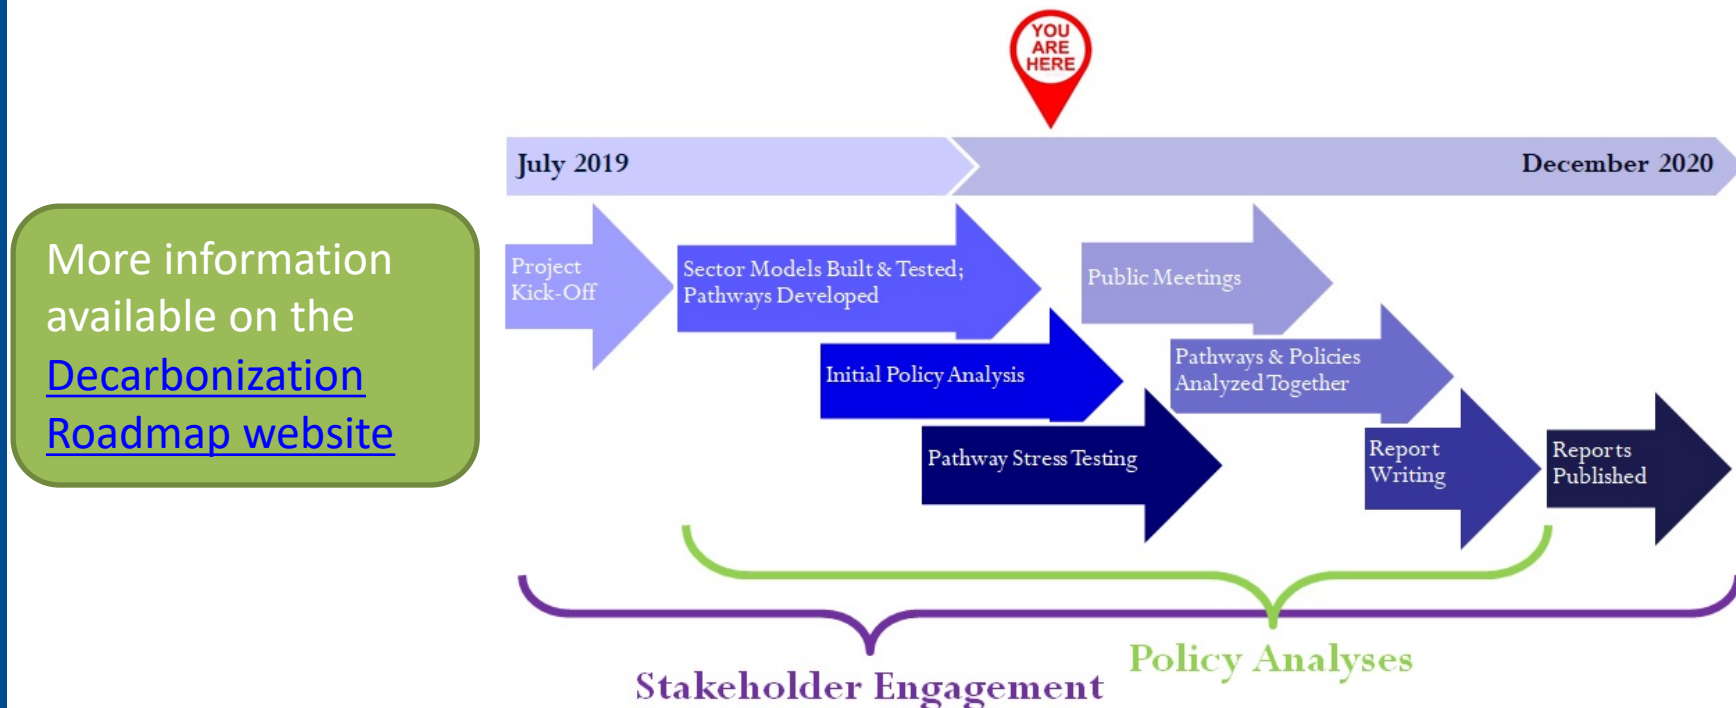 YOU
ARE
HERE
July 2019
December 2020
More information
available on the
Decarbonization
Roadmap website
Project
Kick-Off
Sector Models Built & Tested;
Pathways Developed
Public Meetings
Initial Policy Analysis
Pathways & Policies
Analyzed Together
Pathway Stress Testing
Report
Writing
Reports
Published
Policy Analyses
Stakeholder Engagement